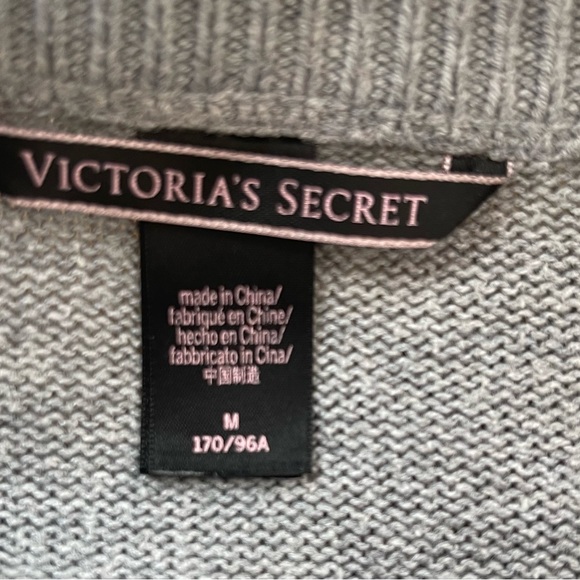 VICTORIA'S SECRET
made in China/
fabriqué en Chine/
hecho en China/
fabbricato in Cina/
中国制造
M
170/96A